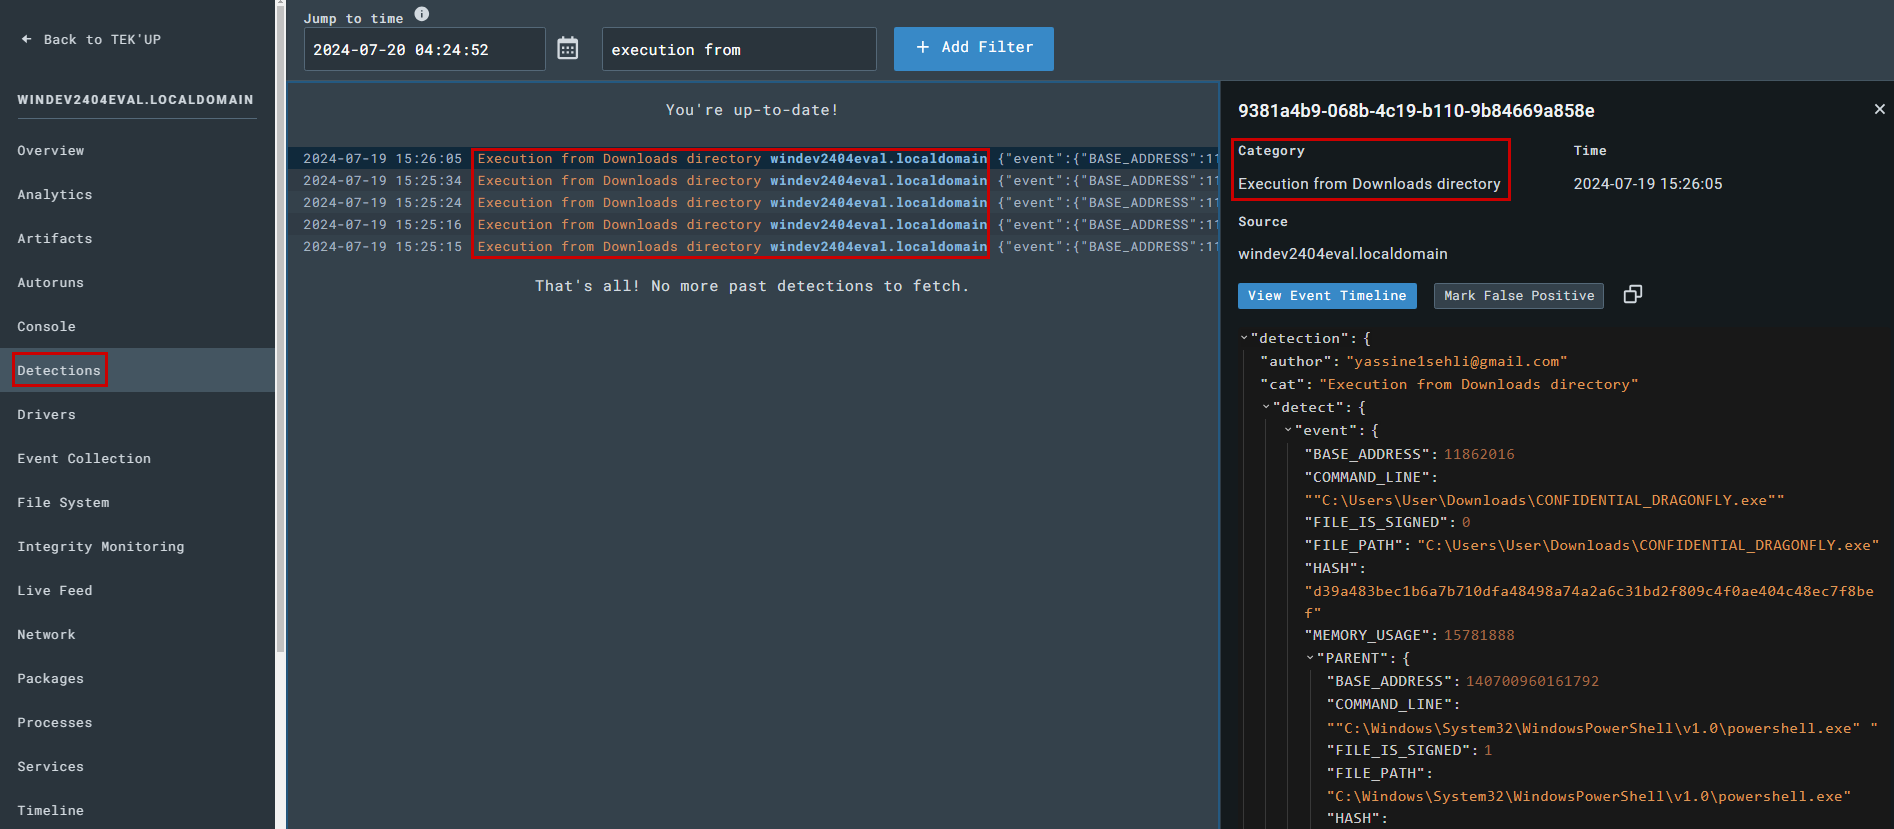 Back to TEK'UP
WINDEV2404EVAL.LOCALDOMAIN
Overview
Analytics
Artifacts
Autoruns
Console
Detections
Drivers
Event Collection
File System
Integrity Monitoring
Live Feed
Network
Packages
Processes
Services
Timeline
Jump to time
2024-07-20 04:24:52
execution from
+ Add Filter
You're up-to-date!
2024-07-19 15:26:05 Execution from Downloads directory windev2404eval.localdomain {"event":{"BASE_ADDRESS":11
2024-07-19 15:25:34 Execution from Downloads directory windev2404eval.localdomain {"event":{"BASE_ADDRESS":11
2024-07-19 15:25:24 Execution from Downloads directory windev2404eval.localdomain {"event":{"BASE_ADDRESS":11
2024-07-19 15:25:16 Execution from Downloads directory windev2404eval.localdomain {"event":{"BASE_ADDRESS":11
2024-07-19 15:25:15 Execution from Downloads directory windev2404eval.localdomain {"event":{"BASE_ADDRESS":11
That's all! No more past detections to fetch.
9381a4b9-068b-4c19-b110-9b84669a858e
Category
Time
Execution from Downloads directory
2024-07-19 15:26:05
Source
windev2404eval.localdomain
View Event Timeline
Mark False Positive
"detection": {
"author": "yassine1sehli@gmail.com"
"cat": "Execution from Downloads directory"
"detect": {
"event": {
"BASE_ADDRESS": 11862016
"COMMAND_LINE":
""C:\Users\User\Downloads\CONFIDENTIAL_DRAGONFLY.exe""
"FILE_IS_SIGNED": 0
"FILE_PATH": "C:\Users\User\Downloads\CONFIDENTIAL_DRAGONFLY.exe"
"HASH":
"d39a483bec1b6a7b710dfa48498a74a2a6c31bd2f809c4f0ae404c48ec7f8be
f"
"MEMORY_USAGE": 15781888
"PARENT": {
"BASE_ADDRESS": 140700960161792
"COMMAND_LINE":
""C:\Windows\System32\WindowsPowerShell\v1.0\powershell.exe" "
"FILE_IS_SIGNED": 1
"FILE_PATH":
"C:\Windows\System32\WindowsPowerShell\v1.0\powershell.exe"
"HASH":